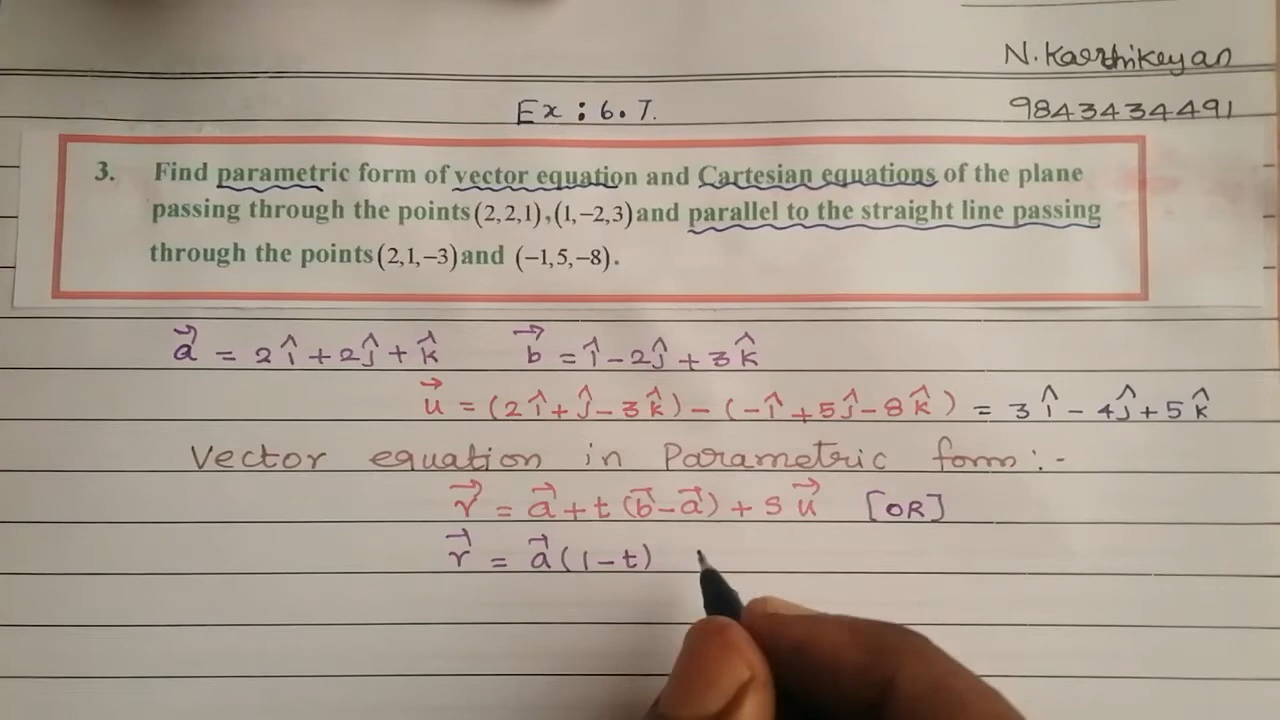 N. Karthikeyan
Ex : 6.7.
9843434491
3. Find parametric form of vector equation and Cartesian equations of the plane
passing through the points (2,2,1), (1,−2,3) and parallel to the straight line passing
through the points (2,1,−3) and (−1,5,−8).
a⃗ = 2î + 2ĵ + k̂   b⃗ = î − 2ĵ + 3k̂
u⃗ = (2î + ĵ − 3k̂) − (−î + 5ĵ − 8k̂) = 3î − 4ĵ + 5k̂
Vector equation in Parametric form :-
r⃗ = a⃗ + t (b⃗ − a⃗) + s u⃗ [OR]
r⃗ = a⃗ (1 − t)